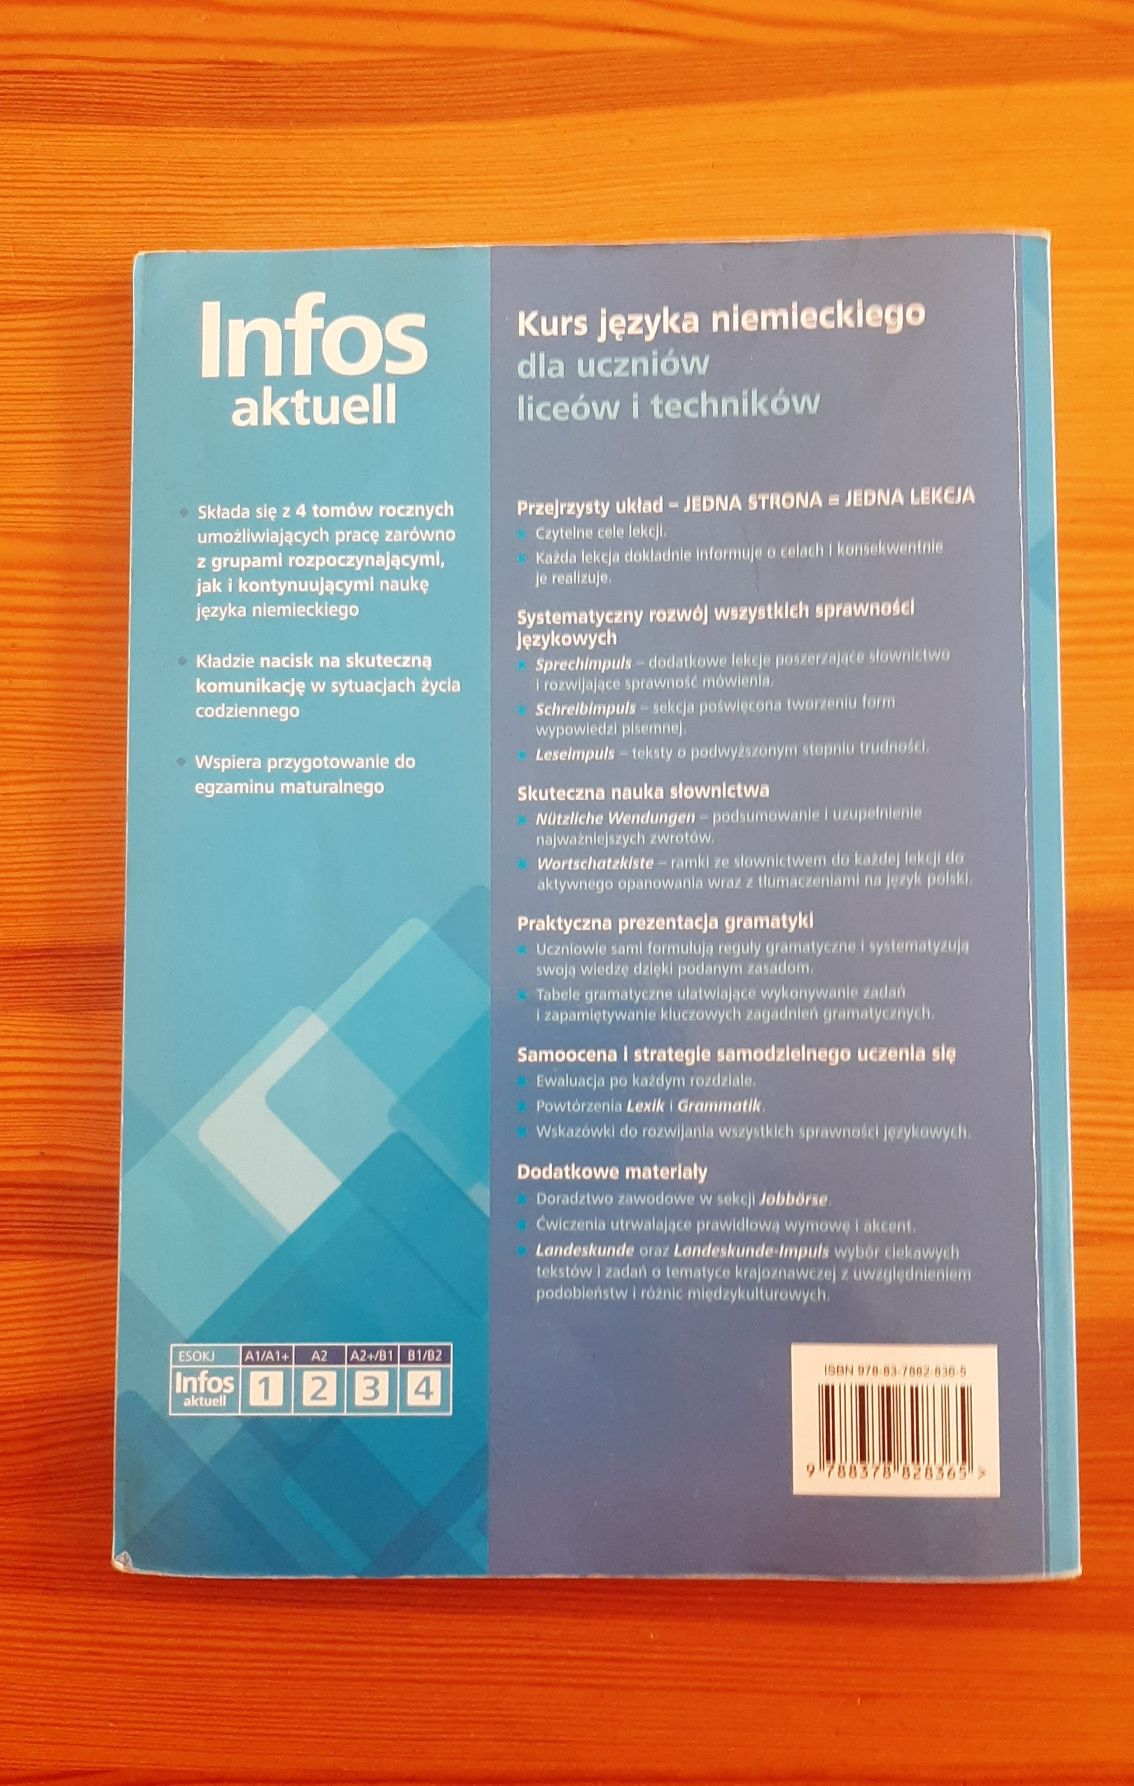 Infos
aktuell
Składa się z 4 tomów rocznych
umożliwiających pracę zarówno
z grupami rozpoczynającymi,
jak i kontynuującymi naukę
języka niemieckiego
Kładzie nacisk na skuteczną
komunikację w sytuacjach życia
codziennego
Wspiera przygotowanie do
egzaminu maturalnego
ESOKJ A1/A1+ A2 A2+/B1 B1/B2
Infos aktuell 1 2 3 4
Kurs języka niemieckiego
dla uczniów
liceów i techników
Przejrzysty układ – JEDNA STRONA = JEDNA LEKCJA
Czytelne cele lekcji.
Każda lekcja dokładnie informuje o celach i konsekwentnie
je realizuje.
Systematyczny rozwój wszystkich sprawności
językowych
Sprechimpuls – dodatkowe lekcje poszerzające słownictwo
i rozwijające sprawność mówienia.
Schreibimpuls – sekcja poświęcona tworzeniu form
wypowiedzi pisemnej.
Leseimpuls – teksty o podwyższonym stopniu trudności.
Skuteczna nauka słownictwa
Nützliche Wendungen – podsumowanie i uzupełnienie
najważniejszych zwrotów.
Wortschatzkiste – ramki ze słownictwem do każdej lekcji do
aktywnego opanowania wraz z tłumaczeniami na język polski.
Praktyczna prezentacja gramatyki
Uczniowie sami formułują reguły gramatyczne i systematyzują
swoją wiedzę dzięki podanym zasadom.
Tabele gramatyczne ułatwiające wykonywanie zadań
i zapamiętywanie kluczowych zagadnień gramatycznych.
Samoocena i strategie samodzielnego uczenia się
Ewaluacja po każdym rozdziale.
Powtórzenia Lexik i Grammatik.
Wskazówki do rozwijania wszystkich sprawności językowych.
Dodatkowe materiały
Doradztwo zawodowe w sekcji Jobbörse.
Ćwiczenia utrwalające prawidłową wymowę i akcent.
Landeskunde oraz Landeskunde-Impuls wybór ciekawych
tekstów i zadań o tematyce krajoznawczej z uwzględnieniem
podobieństw i różnic międzykulturowych.
ISBN 978-83-7882-836-5
9 788378 828365 >